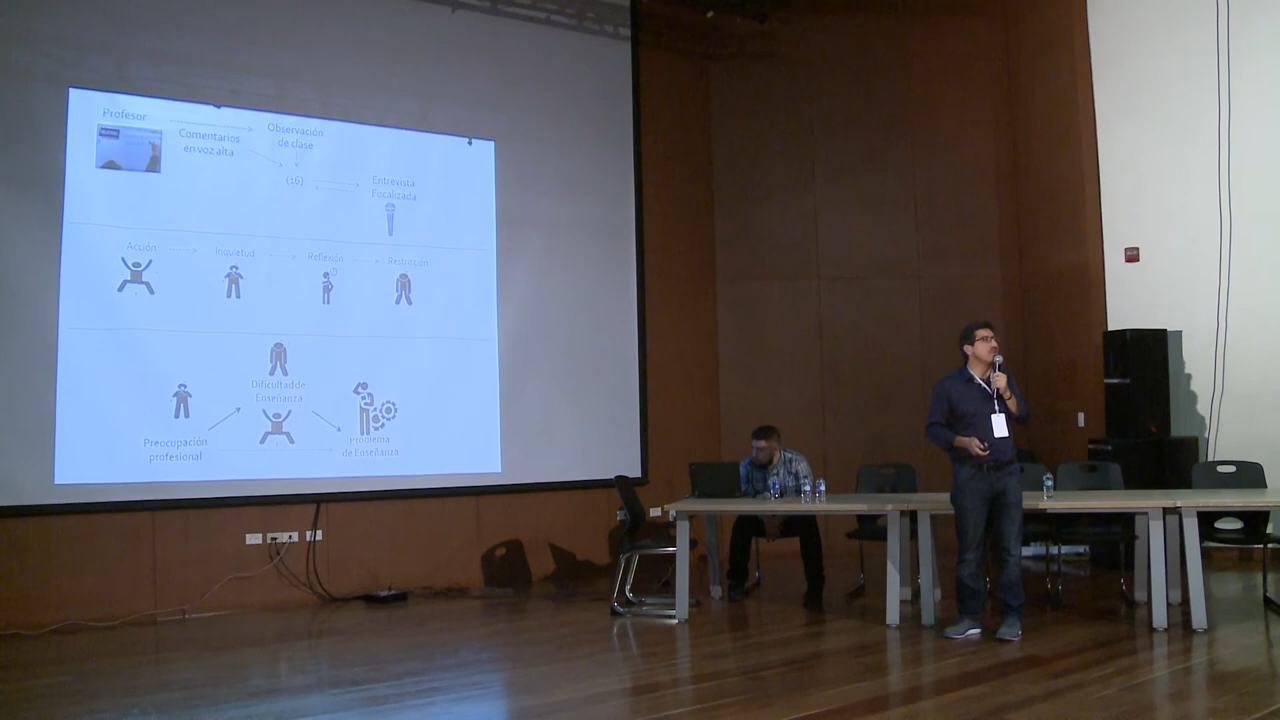 Profesor
Comentarios
en voz alta
Observación
de clase
(16)
Entrevista
Focalizada
Acción
Inquietud
Reflexión
Restricción
Dificultad de
Enseñanza
Preocupación
profesional
Problema
de Enseñanza